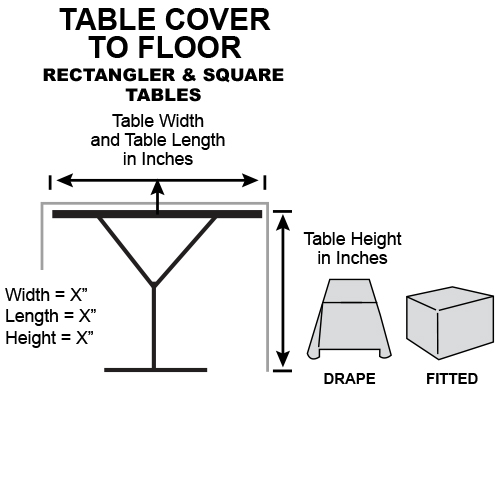 TABLE COVER
TO FLOOR
RECTANGLER & SQUARE
TABLES
Table Width
and Table Length
in Inches
Table Height
in Inches
Width = X”
Length = X”
Height = X”
DRAPE
FITTED